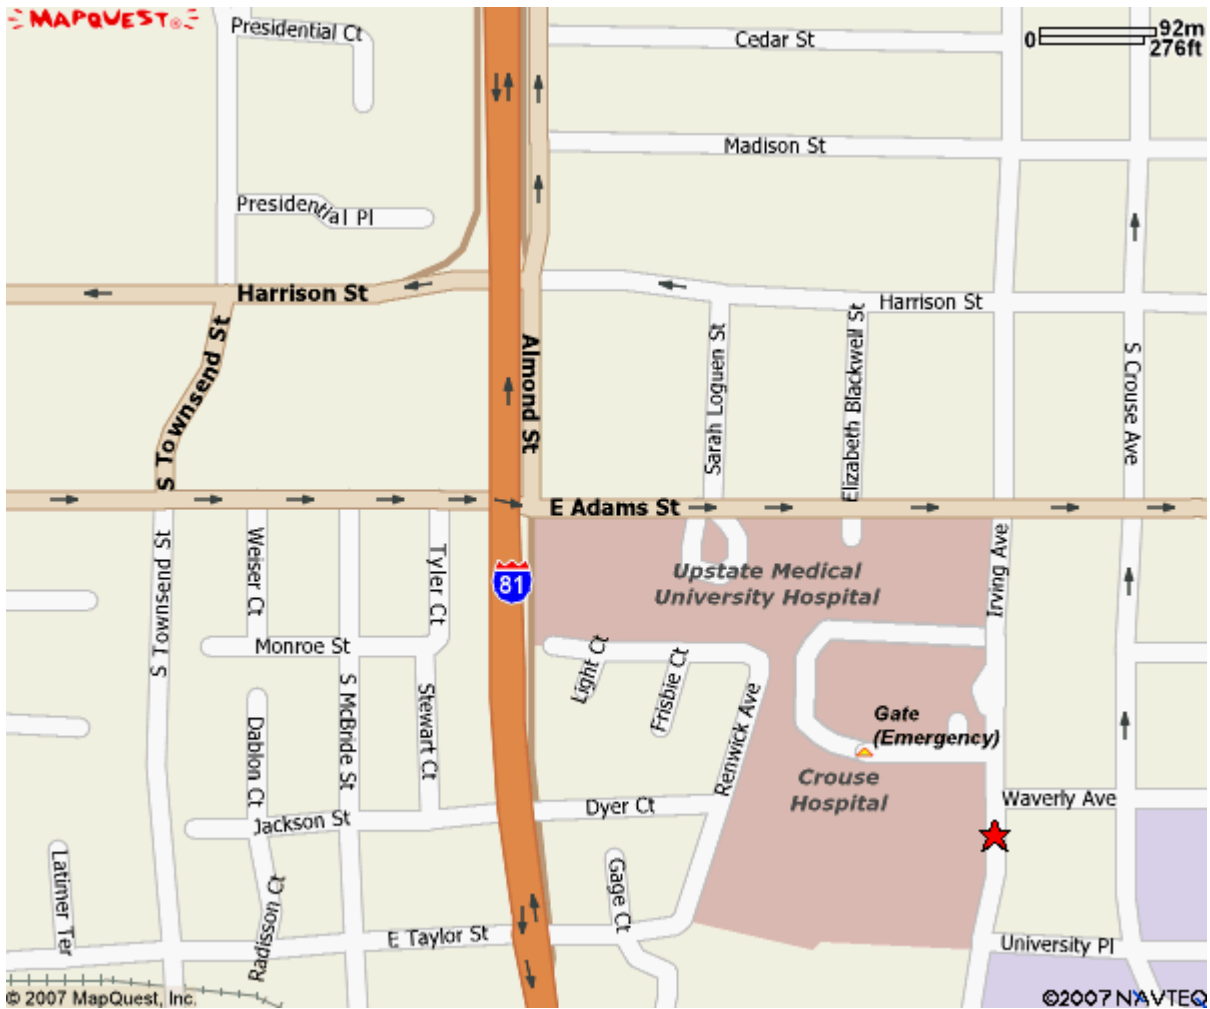 MAPQUEST®
Presidential Ct
Cedar St
0
92m
276ft
Madison St
Presidential Pl
Harrison St
Harrison St
S Townsend St
Almond St
Sarah Loguen St
Elizabeth Blackwell St
S Crouse Ave
E Adams St
S Townsend St
Weiser Ct
Tyler Ct
81
Upstate Medical
University Hospital
Irving Ave
Monroe St
Light Ct
Frisbie Ct
S McBride St
Stewart Ct
Renwick Ave
Dablon Ct
Gate
(Emergency)
Crouse
Hospital
Jackson St
Dyer Ct
Waverly Ave
Latimer Ter
Radisson Ct
Gage Ct
E Taylor St
University Pl
© 2007 MapQuest, Inc.
©2007 NAVTEQ